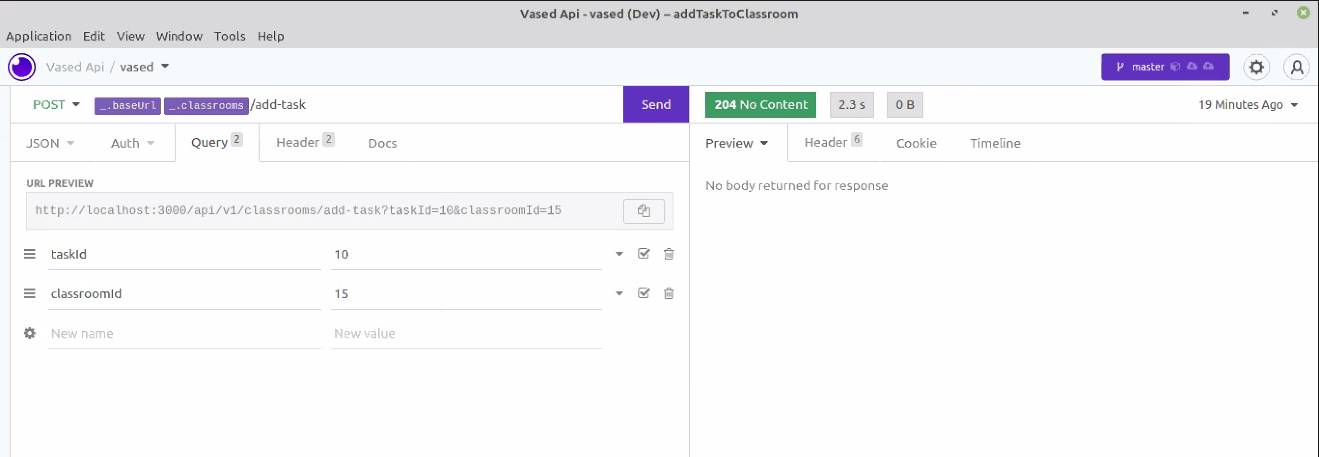 Vased Api - vased (Dev) – addTaskToClassroom
Application Edit View Window Tools Help
Vased Api / vased
master
POST _.baseUrl _.classrooms /add-task Send
204 No Content 2.3 s 0 B 19 Minutes Ago
JSON Auth Query 2 Header 2 Docs
Preview Header 6 Cookie Timeline
URL PREVIEW
http://localhost:3000/api/v1/classrooms/add-task?taskId=10&classroomId=15
No body returned for response
taskId 10
classroomId 15
New name New value